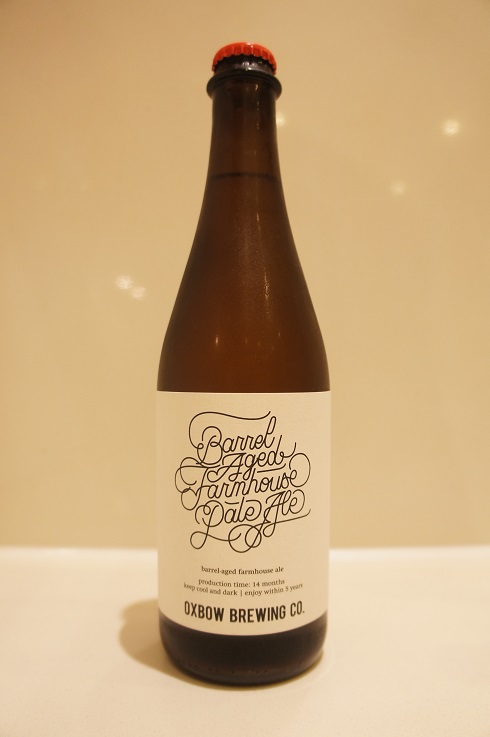 Barrel
Aged
Farmhouse
Pale Ale
barrel-aged farmhouse ale
production time: 14 months
keep cool and dark | enjoy within 5 years
OXBOW BREWING CO.